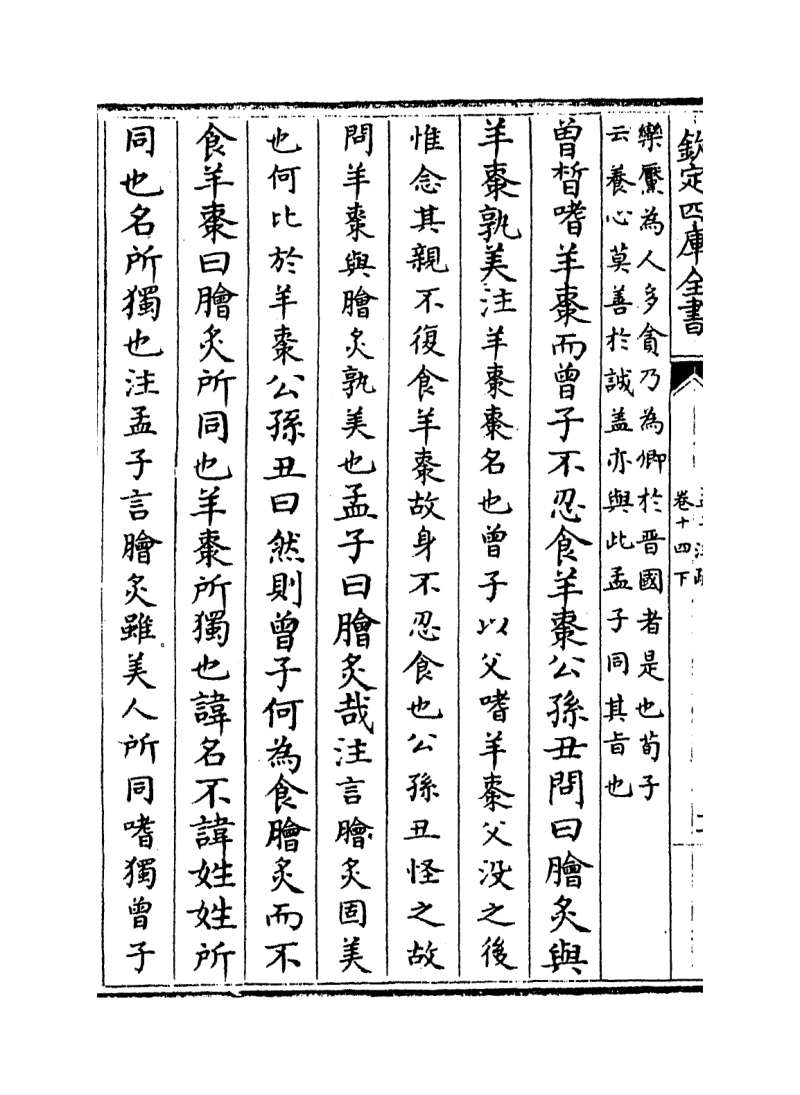 欽定四庫全書
卷十四下
欒黶為人多貪乃為卿於晋國者是也荀子
云養心莫善於誠盖亦與此孟子同其旨也
曾晳嗜羊棗而曾子不忍食羊棗公孫丑問曰膾炙與
羊棗孰美注羊棗棗名也曾子以父嗜羊棗父没之後
惟念其親不復食羊棗故身不忍食也公孫丑怪之故
問羊棗與膾炙孰美也孟子曰膾炙哉注言膾炙固美
也何比於羊棗公孫丑曰然則曾子何為食膾炙而不
食羊棗曰膾炙所同也羊棗所獨也諱名不諱姓姓所
同也名所獨也注孟子言膾炙雖美人所同嗜獨曾子